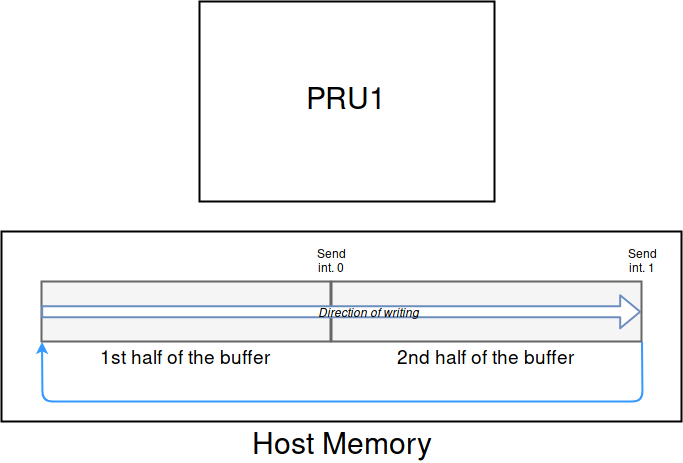 PRU1
Send
int. 0
Send
int. 1
Direction of writing
1st half of the buffer
2nd half of the buffer
Host Memory